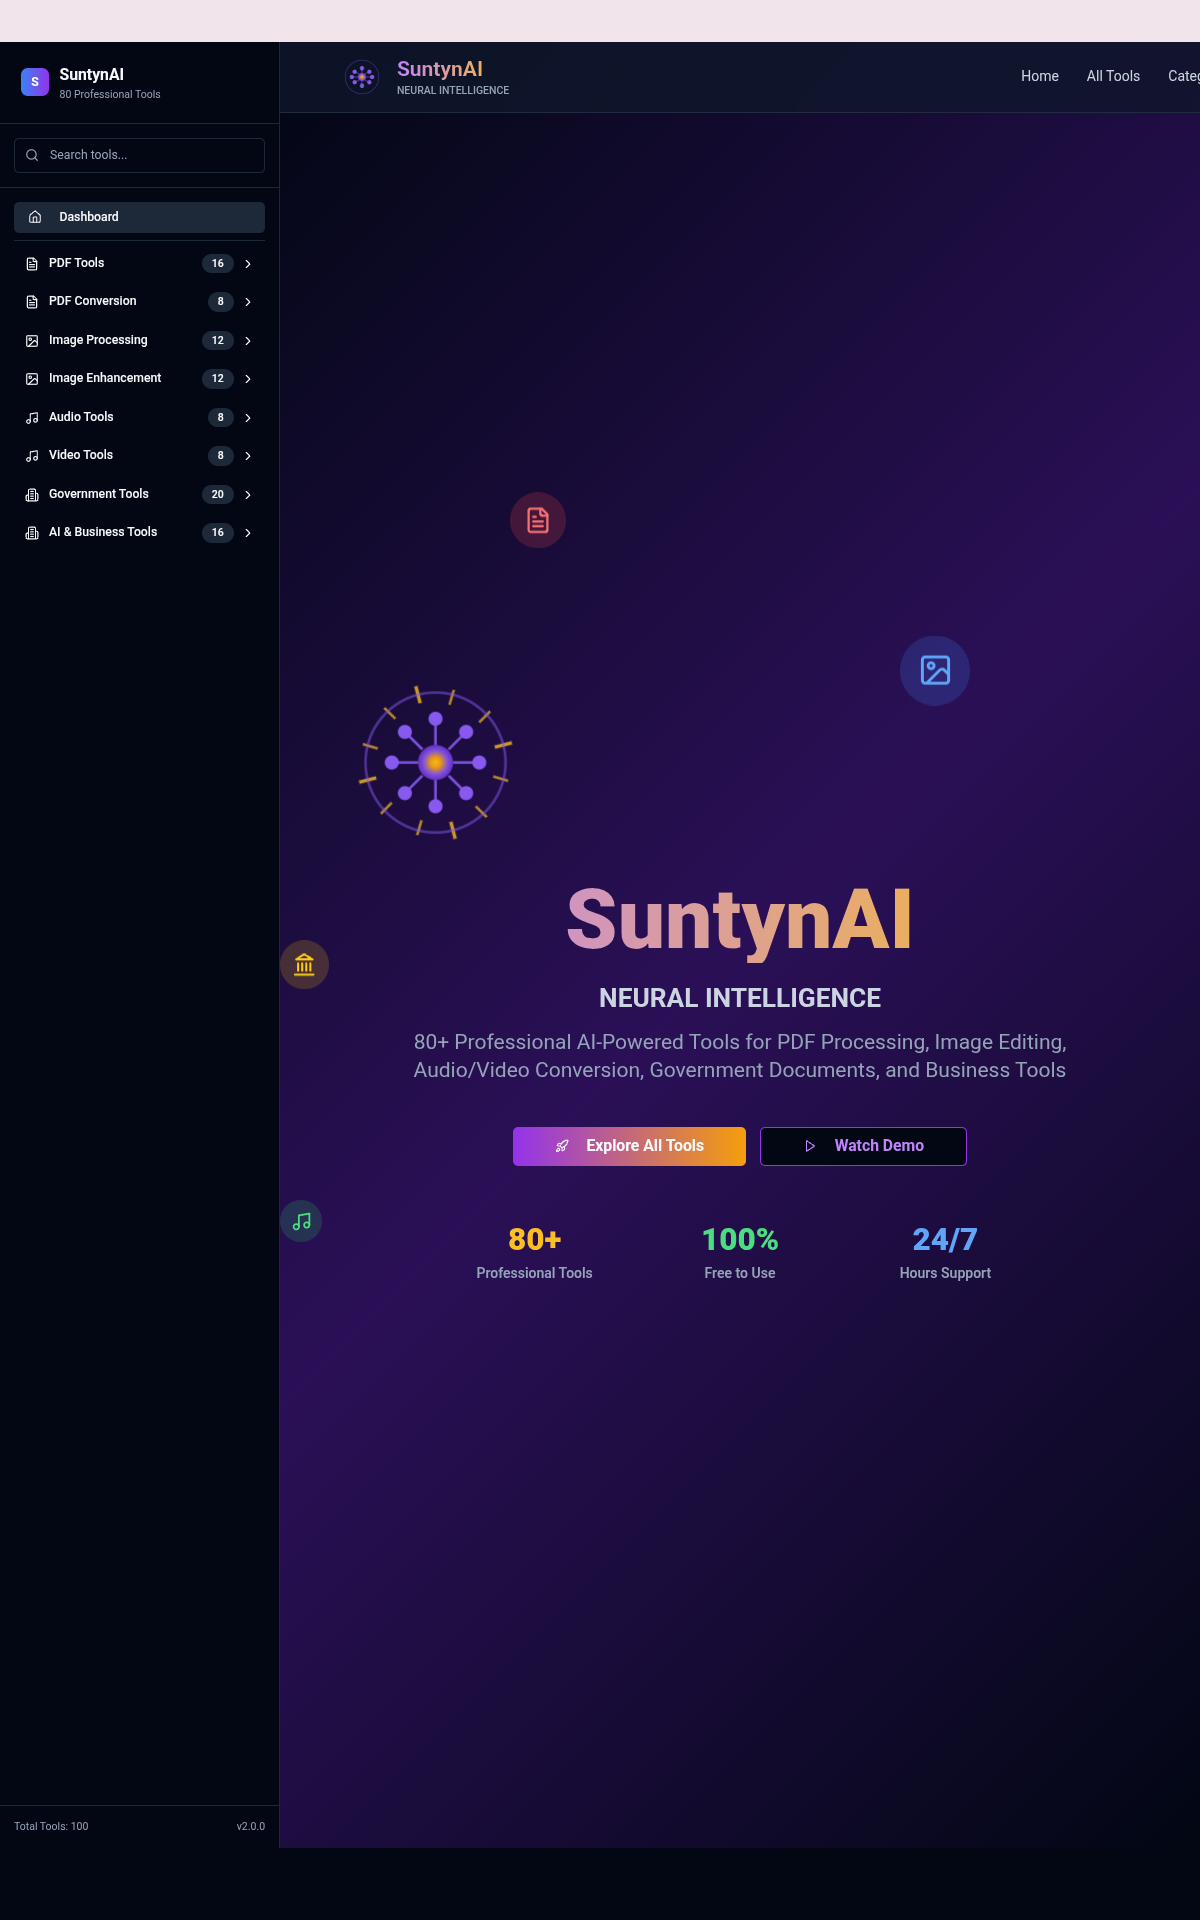 S
SuntynAI
80 Professional Tools
Search tools...
Dashboard
PDF Tools 16
PDF Conversion 8
Image Processing 12
Image Enhancement 12
Audio Tools 8
Video Tools 8
Government Tools 20
AI & Business Tools 16
Total Tools: 100 v2.0.0
SuntynAI
NEURAL INTELLIGENCE
Home All Tools Categ
SuntynAI
NEURAL INTELLIGENCE
80+ Professional AI-Powered Tools for PDF Processing, Image Editing,
Audio/Video Conversion, Government Documents, and Business Tools
Explore All Tools Watch Demo
80+ 100% 24/7
Professional Tools Free to Use Hours Support